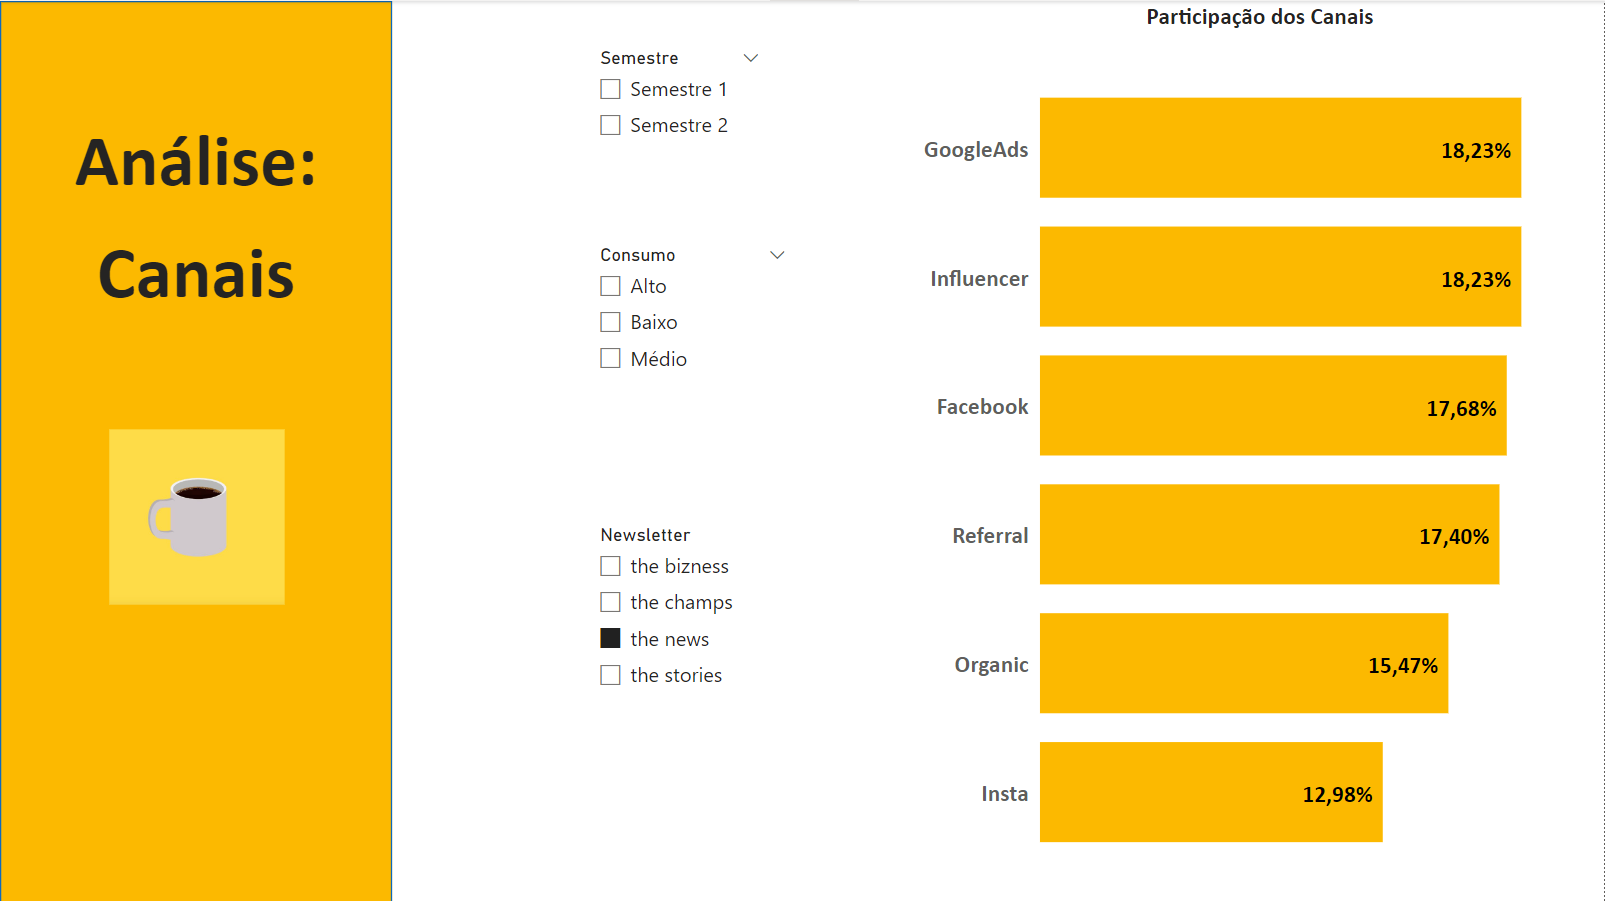 Análise:
Canais
Semestre
Semestre 1
Semestre 2
Consumo
Alto
Baixo
Médio
Newsletter
the bizness
the champs
the news
the stories
Participação dos Canais
GoogleAds 18,23%
Influencer 18,23%
Facebook 17,68%
Referral 17,40%
Organic 15,47%
Insta 12,98%